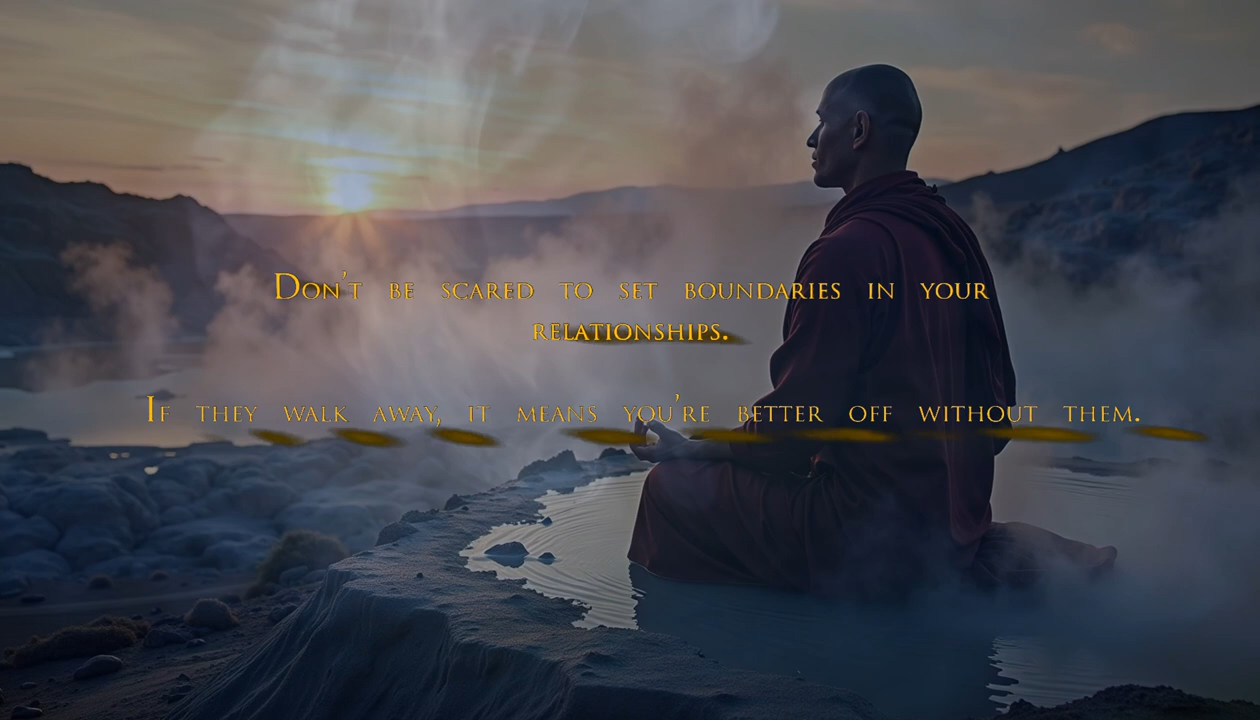 Don't be scared to set boundaries in your
relationships.
If they walk away, it means you're better off without them.